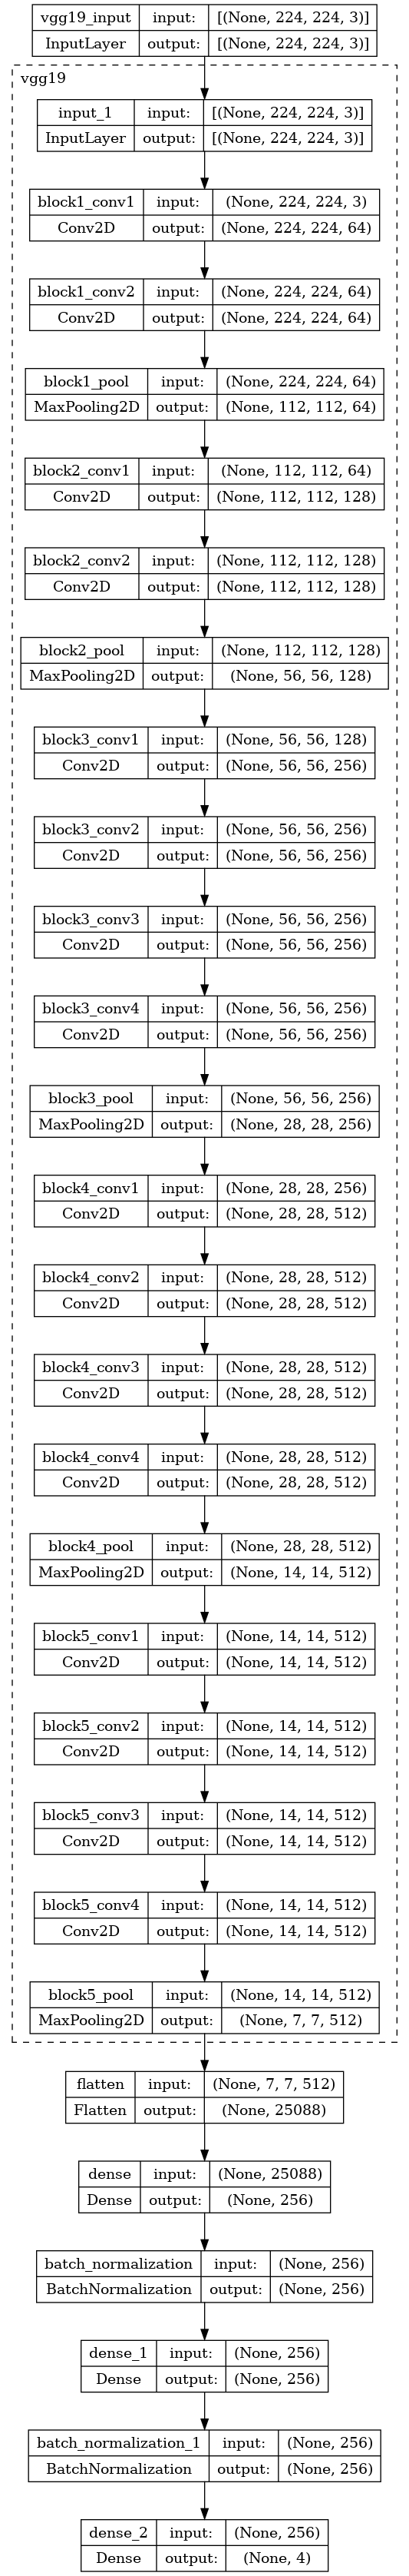 vgg19_input input: [(None, 224, 224, 3)]
InputLayer output: [(None, 224, 224, 3)]
vgg19
input_1 input: [(None, 224, 224, 3)]
InputLayer output: [(None, 224, 224, 3)]
block1_conv1 input: (None, 224, 224, 3)
Conv2D output: (None, 224, 224, 64)
block1_conv2 input: (None, 224, 224, 64)
Conv2D output: (None, 224, 224, 64)
block1_pool input: (None, 224, 224, 64)
MaxPooling2D output: (None, 112, 112, 64)
block2_conv1 input: (None, 112, 112, 64)
Conv2D output: (None, 112, 112, 128)
block2_conv2 input: (None, 112, 112, 128)
Conv2D output: (None, 112, 112, 128)
block2_pool input: (None, 112, 112, 128)
MaxPooling2D output: (None, 56, 56, 128)
block3_conv1 input: (None, 56, 56, 128)
Conv2D output: (None, 56, 56, 256)
block3_conv2 input: (None, 56, 56, 256)
Conv2D output: (None, 56, 56, 256)
block3_conv3 input: (None, 56, 56, 256)
Conv2D output: (None, 56, 56, 256)
block3_conv4 input: (None, 56, 56, 256)
Conv2D output: (None, 56, 56, 256)
block3_pool input: (None, 56, 56, 256)
MaxPooling2D output: (None, 28, 28, 256)
block4_conv1 input: (None, 28, 28, 256)
Conv2D output: (None, 28, 28, 512)
block4_conv2 input: (None, 28, 28, 512)
Conv2D output: (None, 28, 28, 512)
block4_conv3 input: (None, 28, 28, 512)
Conv2D output: (None, 28, 28, 512)
block4_conv4 input: (None, 28, 28, 512)
Conv2D output: (None, 28, 28, 512)
block4_pool input: (None, 28, 28, 512)
MaxPooling2D output: (None, 14, 14, 512)
block5_conv1 input: (None, 14, 14, 512)
Conv2D output: (None, 14, 14, 512)
block5_conv2 input: (None, 14, 14, 512)
Conv2D output: (None, 14, 14, 512)
block5_conv3 input: (None, 14, 14, 512)
Conv2D output: (None, 14, 14, 512)
block5_conv4 input: (None, 14, 14, 512)
Conv2D output: (None, 14, 14, 512)
block5_pool input: (None, 14, 14, 512)
MaxPooling2D output: (None, 7, 7, 512)
flatten input: (None, 7, 7, 512)
Flatten output: (None, 25088)
dense input: (None, 25088)
Dense output: (None, 256)
batch_normalization input: (None, 256)
BatchNormalization output: (None, 256)
dense_1 input: (None, 256)
Dense output: (None, 256)
batch_normalization_1 input: (None, 256)
BatchNormalization output: (None, 256)
dense_2 input: (None, 256)
Dense output: (None, 4)